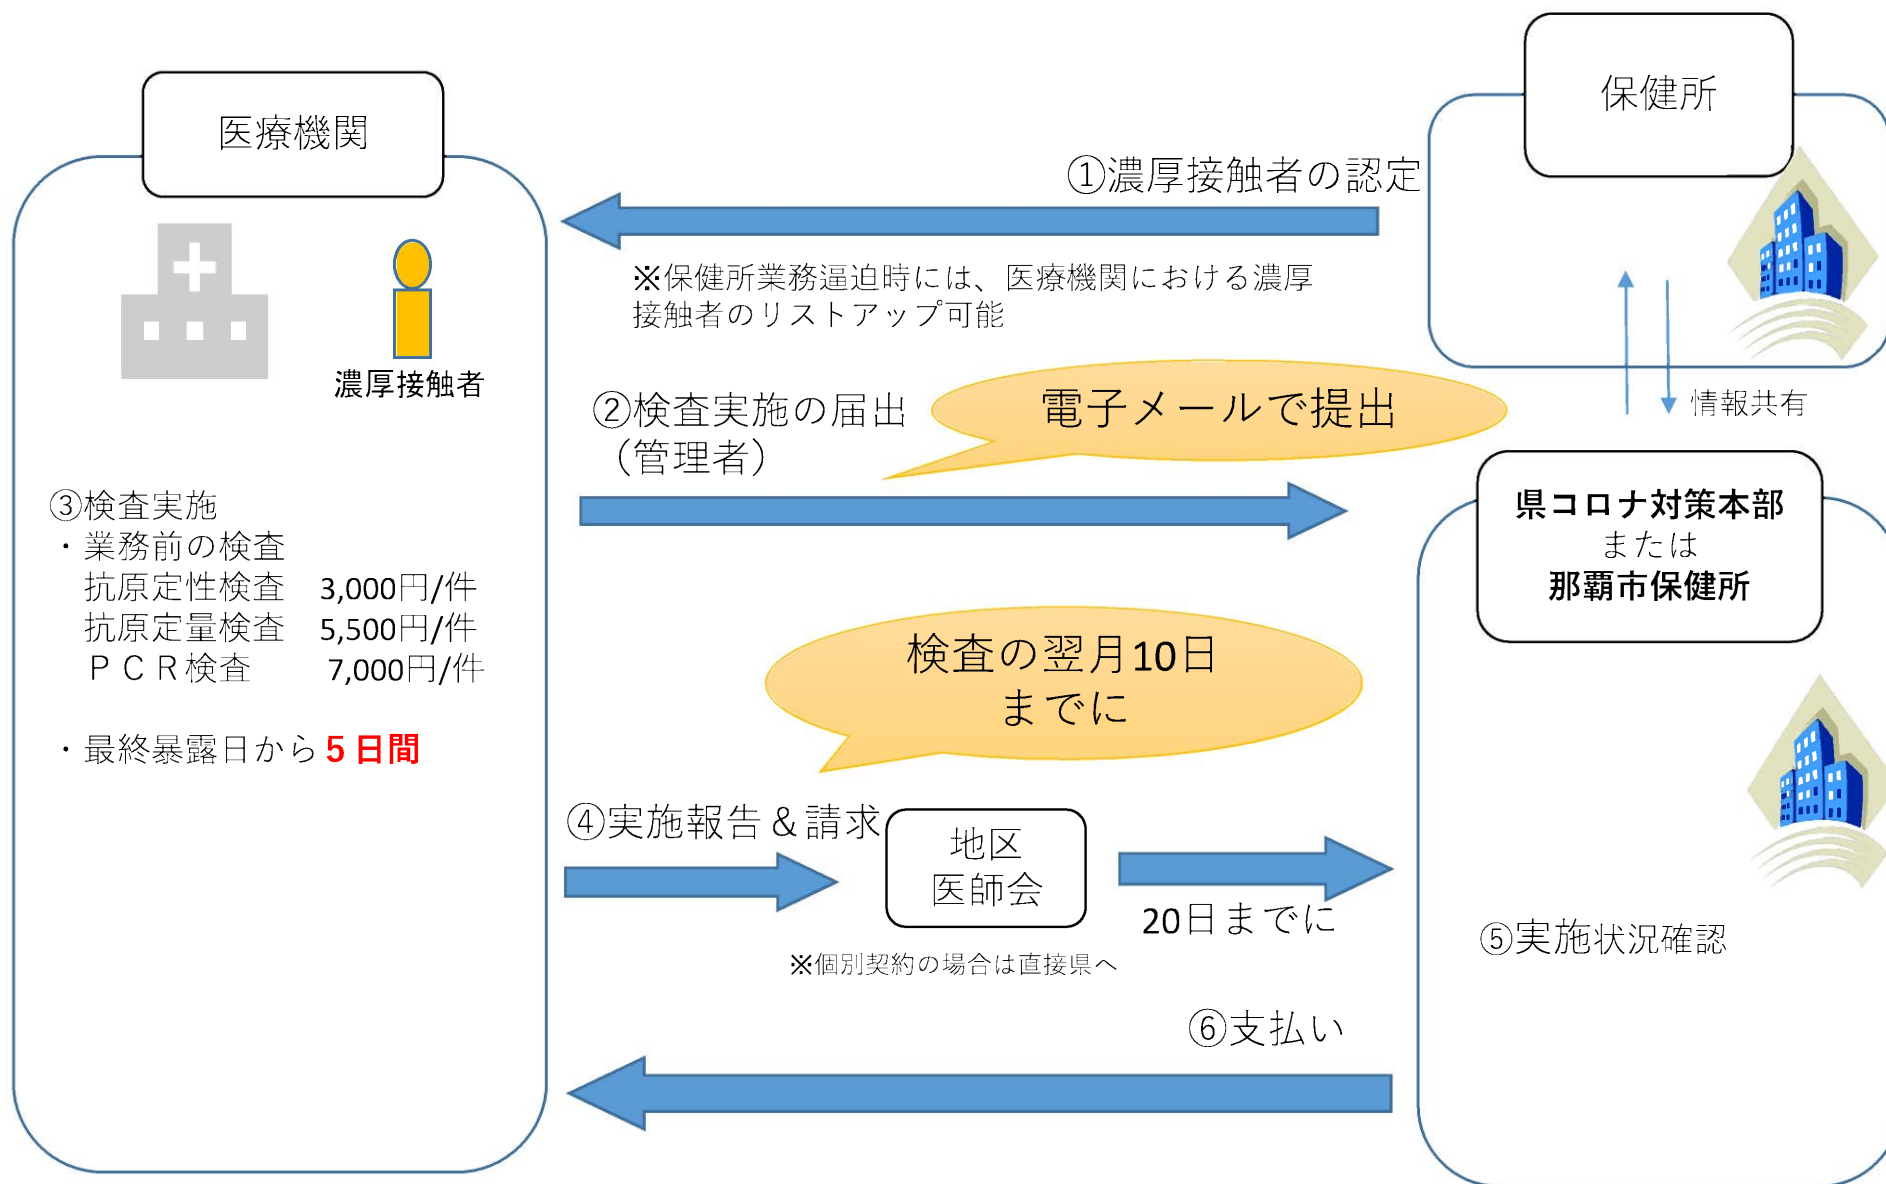 医療機関
保健所
①濃厚接触者の認定
※保健所業務逼迫時には、医療機関における濃厚
接触者のリストアップ可能
濃厚接触者
情報共有
②検査実施の届出
（管理者）
電子メールで提出
県コロナ対策本部
または
那覇市保健所
③検査実施
・業務前の検査
抗原定性検査 3,000円/件
抗原定量検査 5,500円/件
ＰＣＲ検査 7,000円/件
・最終暴露日から５日間
検査の翌月10日
までに
④実施報告＆請求
地区
医師会
20日までに
※個別契約の場合は直接県へ
⑤実施状況確認
⑥支払い